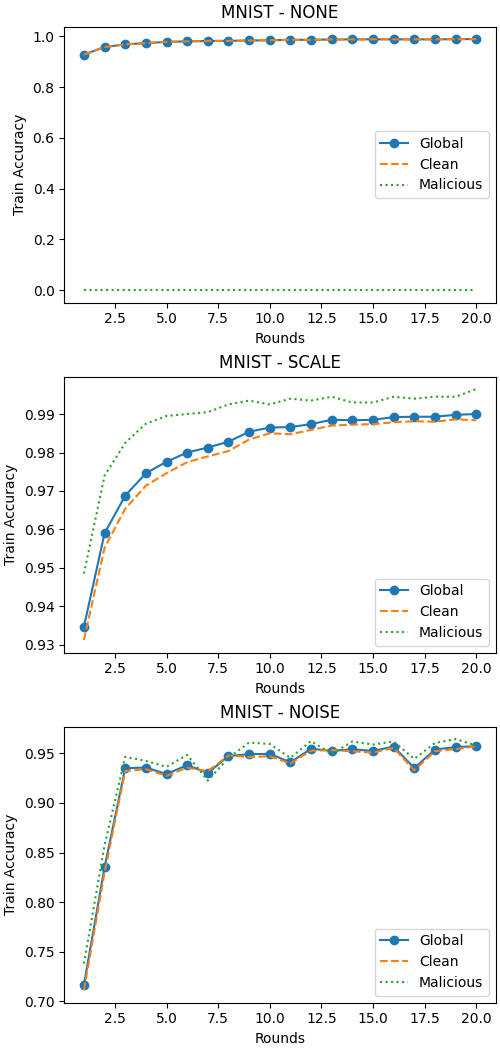 MNIST - NONE
1.0
0.8
0.6
0.4
0.2
0.0
Train Accuracy
Global
Clean
Malicious
2.5 5.0 7.5 10.0 12.5 15.0 17.5 20.0
Rounds
MNIST - SCALE
0.99
0.98
0.97
0.96
0.95
0.94
0.93
Train Accuracy
Global
Clean
Malicious
2.5 5.0 7.5 10.0 12.5 15.0 17.5 20.0
Rounds
MNIST - NOISE
0.95
0.90
0.85
0.80
0.75
0.70
Train Accuracy
Global
Clean
Malicious
2.5 5.0 7.5 10.0 12.5 15.0 17.5 20.0
Rounds